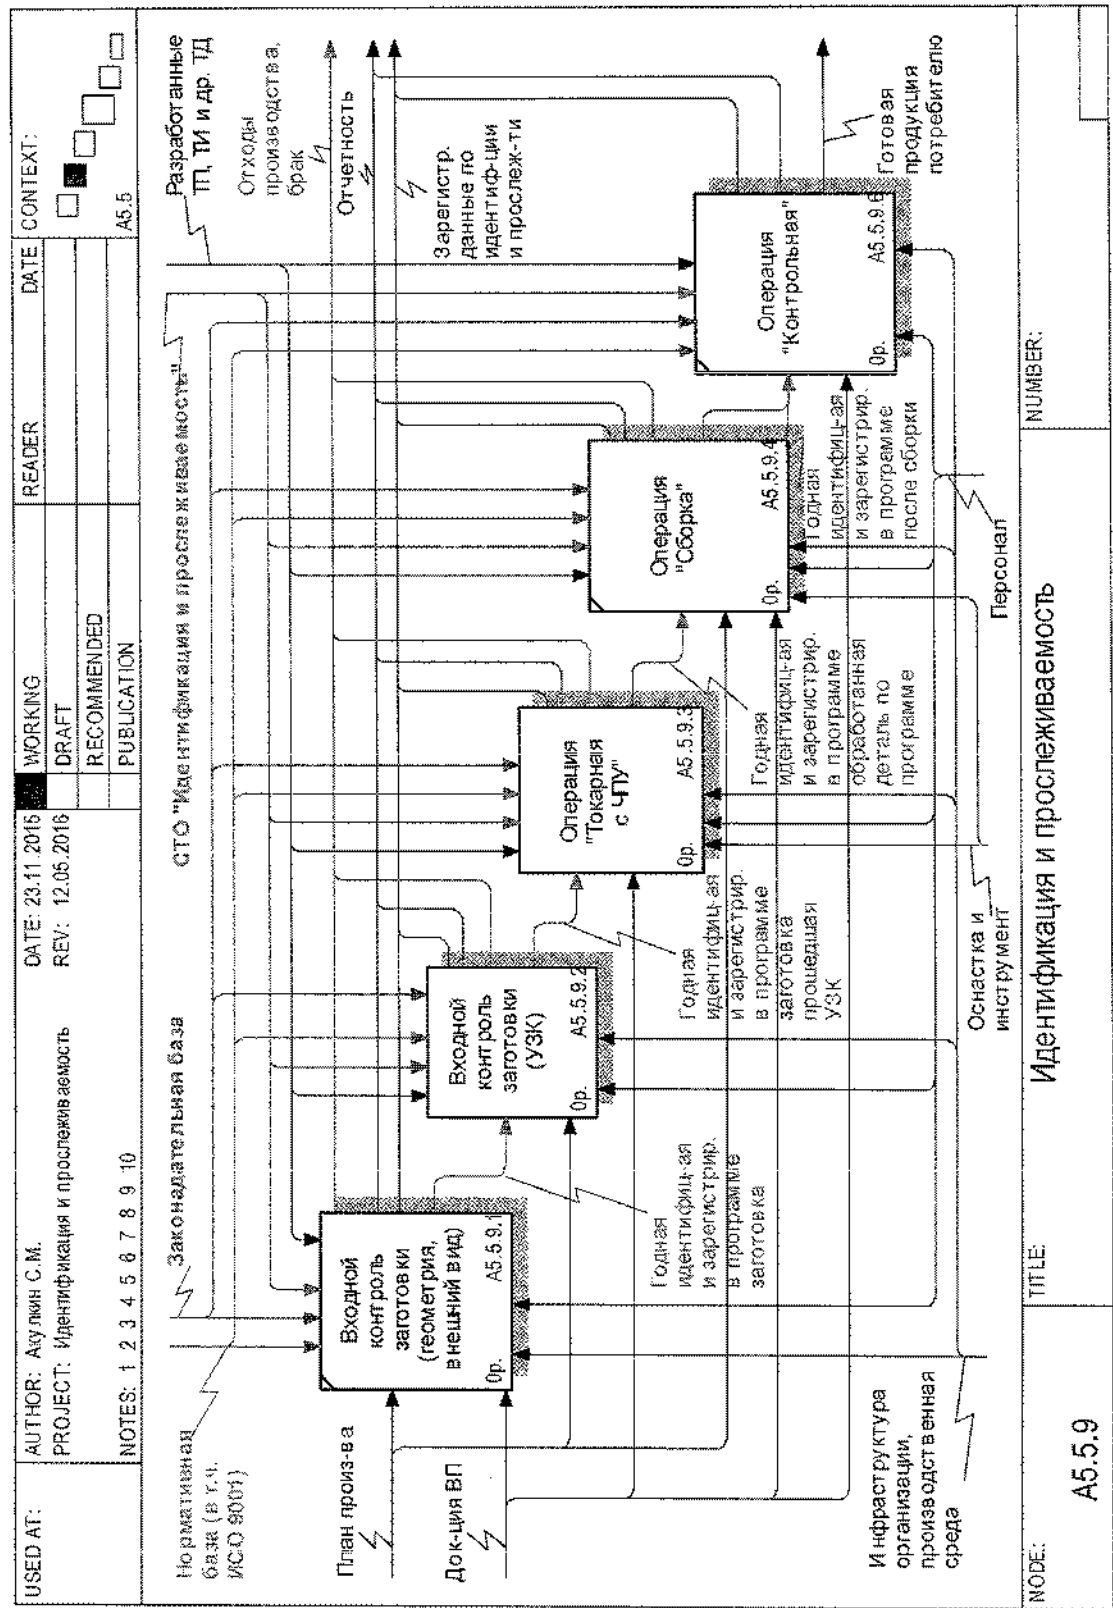 USED AT:
AUTHOR: Акулкин С.М.
DATE: 23.11.2015
WORKING
READER
DATE
CONTEXT:
PROJECT: Идентификация и прослеживаемость
REV: 12.05.2016
DRAFT
RECOMMENDED
NOTES: 1 2 3 4 5 6 7 8 9 10
PUBLICATION
A5.5
Нормативная
база (в т.ч.
ИСО 9001)
Законадательная база
СТО "Идентификация и прослеживаемость"
Разработанные
ТП, ТИ и др. ТД
Отходы
производства,
брак
Отчетность
Зарегистр.
данные по
идентиф-ции
и прослеж-ти
План произ-ва
Док-ция ВП
Входной
контроль
заготовки
(геометрия,
внешний вид)
0р. A5.5.9.1
Входной
контроль
заготовки
(УЗК)
0р. A5.5.9.2
Операция
"Токарная
с ЧПУ"
0р. A5.5.9.3
Операция
"Сборка"
0р. A5.5.9.4
Операция
"Контрольная"
0р. A5.5.9.5
Годная
идентифиц-ая
и зарегистрир.
в программе
заготовка
Годная
идентифиц-ая
и зарегистрир.
в программе
заготовка
прошедшая
УЗК
Годная
идентифиц-ая
и зарегистрир.
в программе
обработанная
деталь по
программе
Годная
идентифиц-ая
и зарегистрир.
в программе
после сборки
Готовая
продукция
потребителю
Инфраструктура
организации,
производственная
среда
Оснастка и
инструмент
Персонал
NODE:
A5.5.9
TITLE:
Идентификация и прослеживаемость
NUMBER: